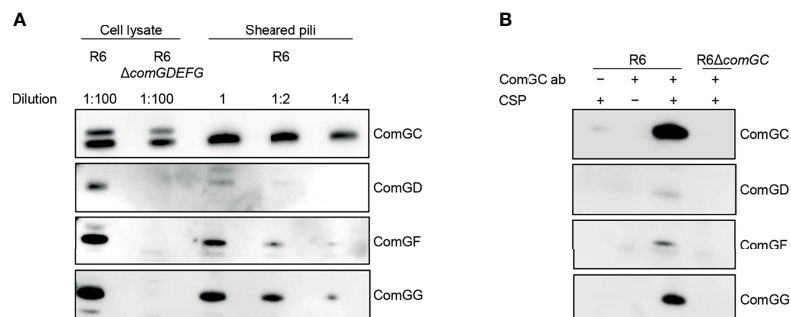 A
Cell lysate Sheared pili
R6 R6 R6
ΔcomGDEFG
Dilution 1:100 1:100 1 1:2 1:4
ComGC
ComGD
ComGF
ComGG
B
R6 R6ΔcomGC
ComGC ab – + + +
CSP + – + +
ComGC
ComGD
ComGF
ComGG